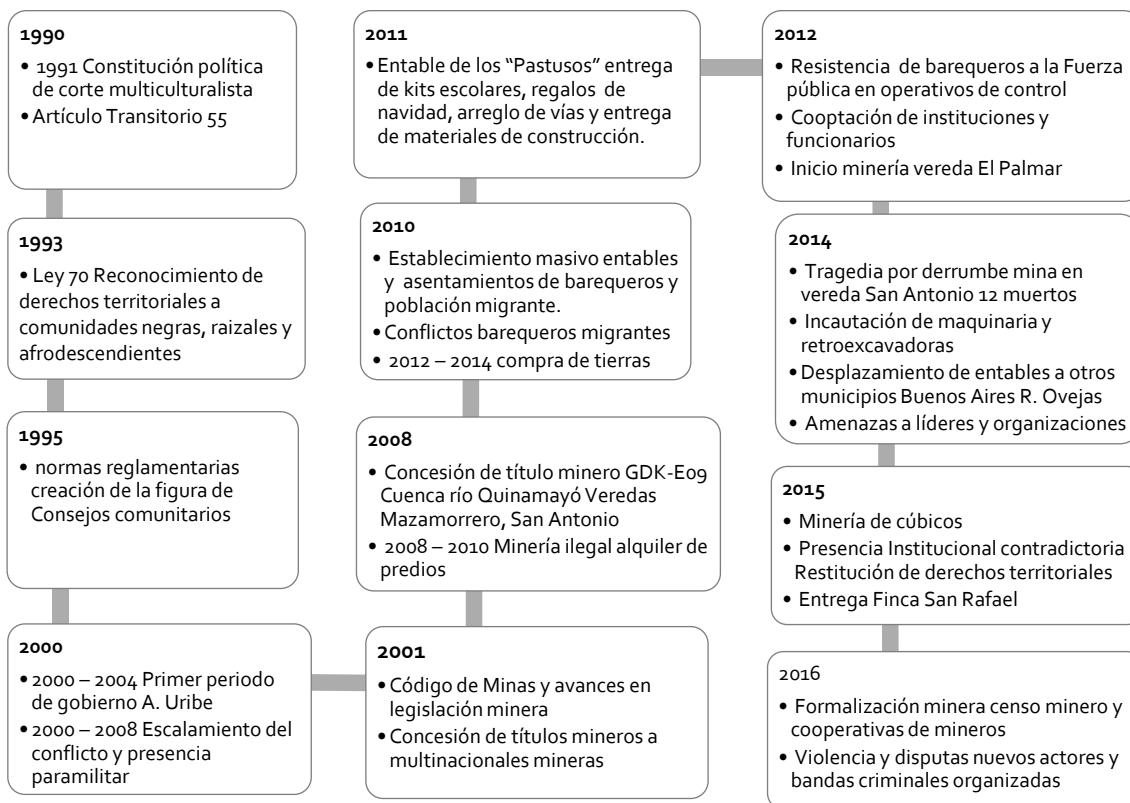 1990
• 1991 Constitución política
de corte multiculturalista
• Artículo Transitorio 55
1993
• Ley 70 Reconocimiento de
derechos territoriales a
comunidades negras, raizales y
afrodescendientes
1995
• normas reglamentarias
creación de la figura de
Consejos comunitarios
2000
• 2000 – 2004 Primer periodo
de gobierno A. Uribe
• 2000 – 2008 Escalamiento del
conflicto y presencia
paramilitar
2001
• Código de Minas y avances en
legislación minera
• Concesión de títulos mineros a
multinacionales mineras
2008
• Concesión de título minero GDK-E09
Cuenca río Quinamayó Veredas
Mazamorrero, San Antonio
• 2008 – 2010 Minería ilegal alquiler de
predios
2010
• Establecimiento masivo entables
y asentamientos de barequeros y
población migrante.
• Conflictos barequeros migrantes
• 2012 – 2014 compra de tierras
2011
• Entable de los “Pastusos” entrega
de kits escolares, regalos de
navidad, arreglo de vías y entrega
de materiales de construcción.
2012
• Resistencia de barequeros a la Fuerza
pública en operativos de control
• Cooptación de instituciones y
funcionarios
• Inicio minería vereda El Palmar
2014
• Tragedia por derrumbe mina en
vereda San Antonio 12 muertos
• Incautación de maquinaria y
retroexcavadoras
• Desplazamiento de entables a otros
municipios Buenos Aires R. Ovejas
• Amenazas a líderes y organizaciones
2015
• Minería de cúbicos
• Presencia Institucional contradictoria
Restitución de derechos territoriales
• Entrega Finca San Rafael
2016
• Formalización minera censo minero y
cooperativas de mineros
• Violencia y disputas nuevos actores y
bandas criminales organizadas